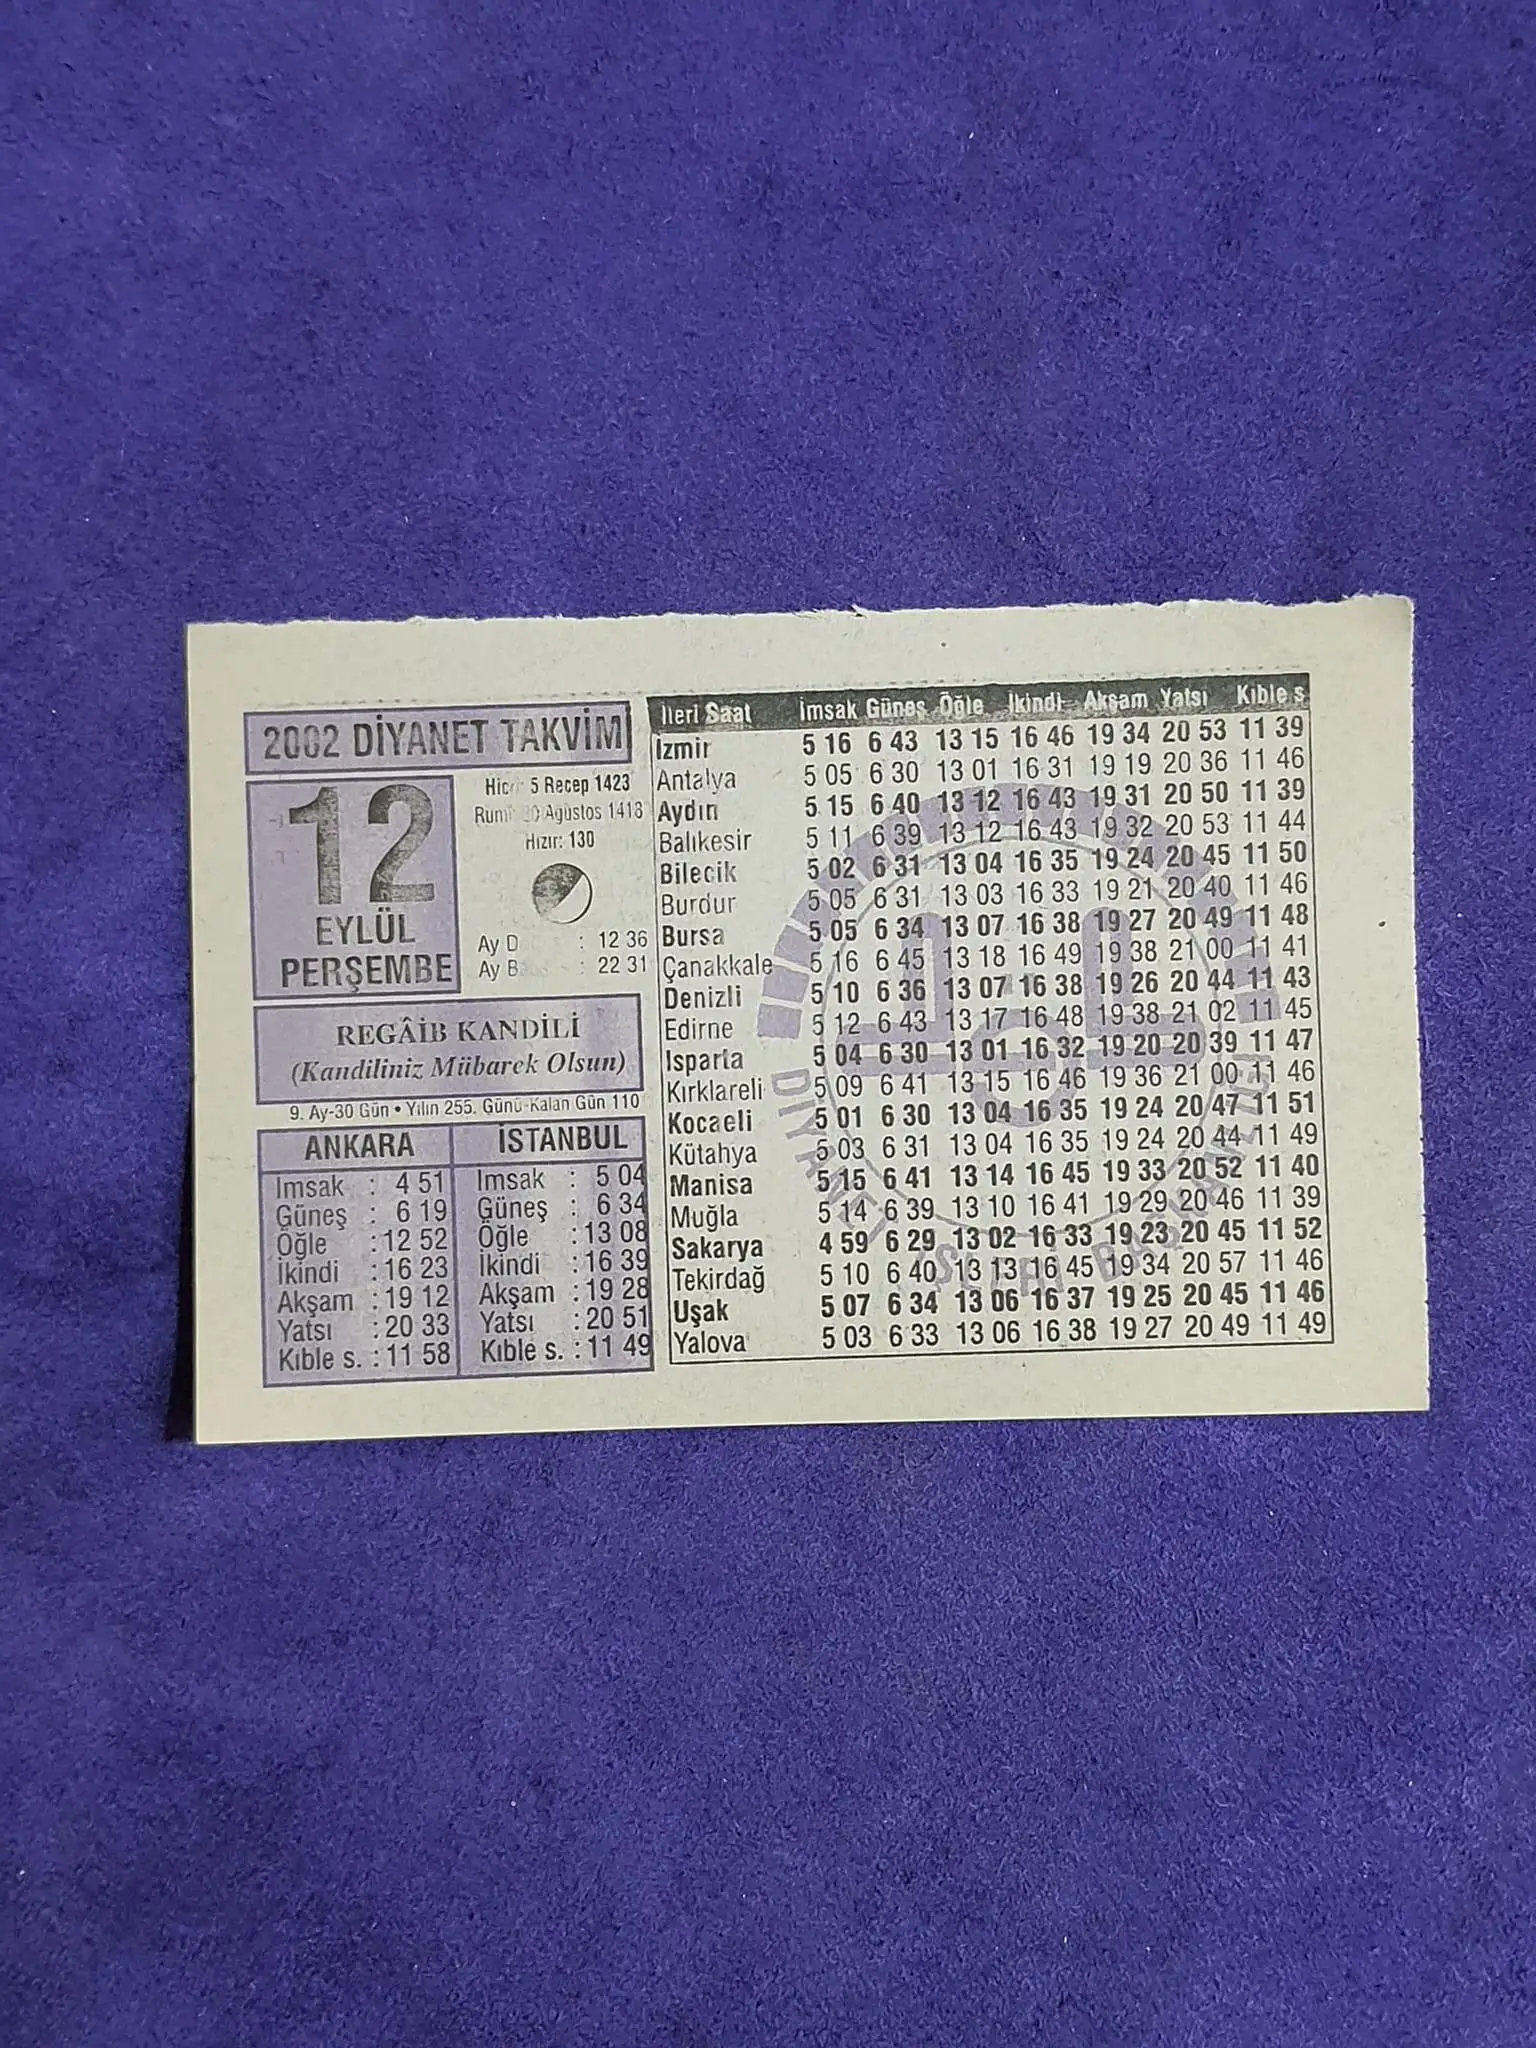 2002 DİYANET TAKVİM
12
EYLÜL
PERŞEMBE
5 Recep 1423
Ağustos 1418
Hızır: 130
Ay : 12 36
Ay : 22 31
REGÂİB KANDİLİ
(Kandiliniz Mübarek Olsun)
9. Ay-30 Gün • Yılın 255. Günü-Kalan Gün 110
ANKARA
İmsak : 4 51
Güneş : 6 19
Öğle : 12 52
İkindi : 16 23
Akşam : 19 12
Yatsı : 20 33
Kıble s. : 11 58
İSTANBUL
İmsak : 5 04
Güneş : 6 34
Öğle : 13 08
İkindi : 16 39
Akşam : 19 28
Yatsı : 20 51
Kıble s. : 11 49
İleri Saat İmsak Güneş Öğle İkindi Akşam Yatsı Kıble s
İzmir 5 16 6 43 13 15 16 46 19 34 20 53 11 39
Antalya 5 05 6 30 13 01 16 31 19 19 20 36 11 46
Aydın 5 15 6 40 13 12 16 43 19 31 20 50 11 39
Balıkesir 5 11 6 39 13 12 16 43 19 32 20 53 11 44
Bilecik 5 02 6 31 13 04 16 35 19 24 20 45 11 50
Burdur 5 05 6 31 13 03 16 33 19 21 20 40 11 46
Bursa 5 05 6 34 13 07 16 38 19 27 20 49 11 48
Çanakkale 5 16 6 45 13 18 16 49 19 38 21 00 11 41
Denizli 5 10 6 36 13 07 16 38 19 26 20 44 11 43
Edirne 5 12 6 43 13 17 16 48 19 38 21 02 11 45
Isparta 5 04 6 30 13 01 16 32 19 20 20 39 11 47
Kırklareli 5 09 6 41 13 15 16 46 19 36 21 00 11 46
Kocaeli 5 01 6 30 13 04 16 35 19 24 20 47 11 51
Kütahya 5 03 6 31 13 04 16 35 19 24 20 44 11 49
Manisa 5 15 6 41 13 14 16 45 19 33 20 52 11 40
Muğla 5 14 6 39 13 10 16 41 19 29 20 46 11 39
Sakarya 4 59 6 29 13 02 16 33 19 23 20 45 11 52
Tekirdağ 5 10 6 40 13 13 16 45 19 34 20 57 11 46
Uşak 5 07 6 34 13 06 16 37 19 25 20 45 11 46
Yalova 5 03 6 33 13 06 16 38 19 27 20 49 11 49
DİYANET İŞLERİ BAŞKANLIĞI